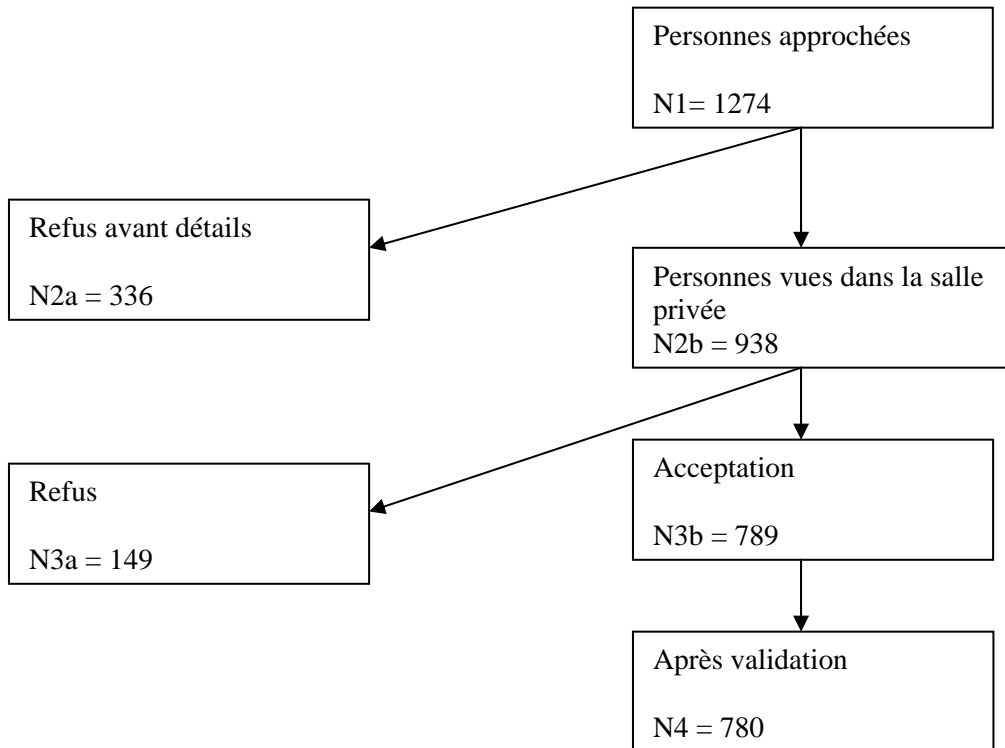 Personnes approchées
N1= 1274
Refus avant détails
N2a = 336
Personnes vues dans la salle
privée
N2b = 938
Refus
N3a = 149
Acceptation
N3b = 789
Après validation
N4 = 780